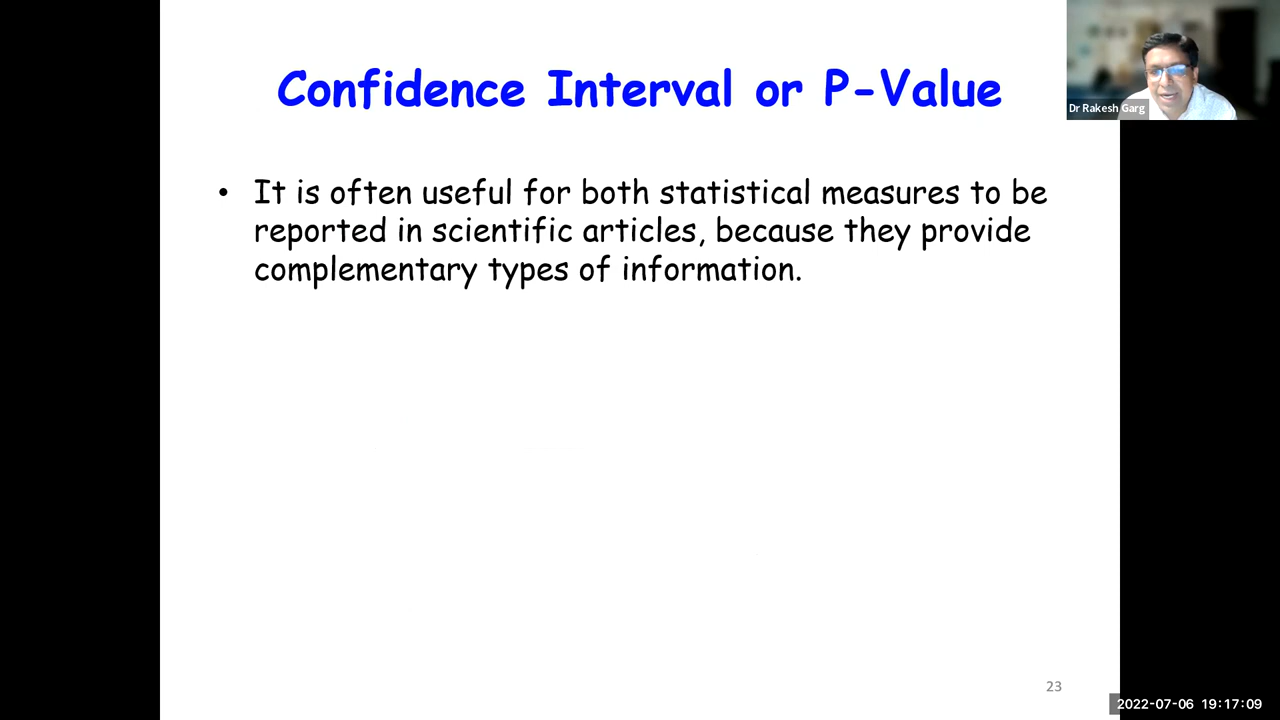 Confidence Interval or P-Value
Dr Rakesh Garg
• It is often useful for both statistical measures to be
reported in scientific articles, because they provide
complementary types of information.
23
2022-07-06 19:17:09